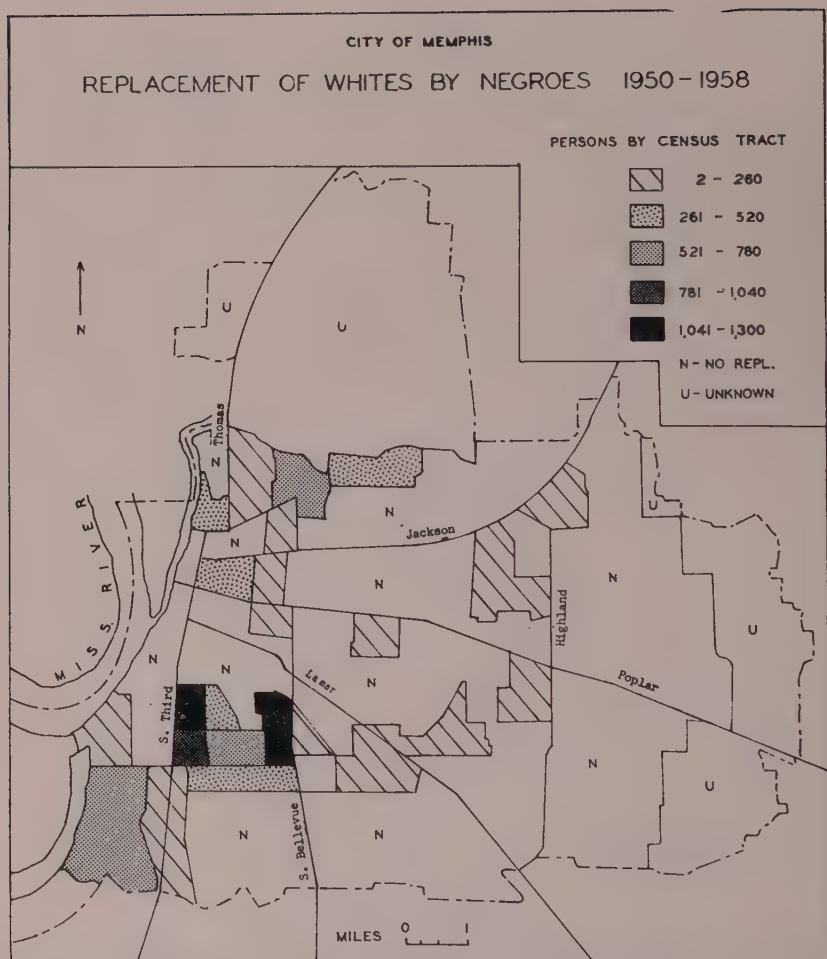 CITY OF MEMPHIS
REPLACEMENT OF WHITES BY NEGROES 1950-1958
PERSONS BY CENSUS TRACT
2 - 260
261 - 520
521 - 780
781 - 1,040
1,041 - 1,300
N - NO REPL.
U - UNKNOWN
N
U
U
Thomas
N
U
N
Jackson
N
N
N
MISS RIVER
Highland
U
N
N
Lamar
N
Poplar
S. Third
N
U
S. Bellevue
N
N
MILES 0 1